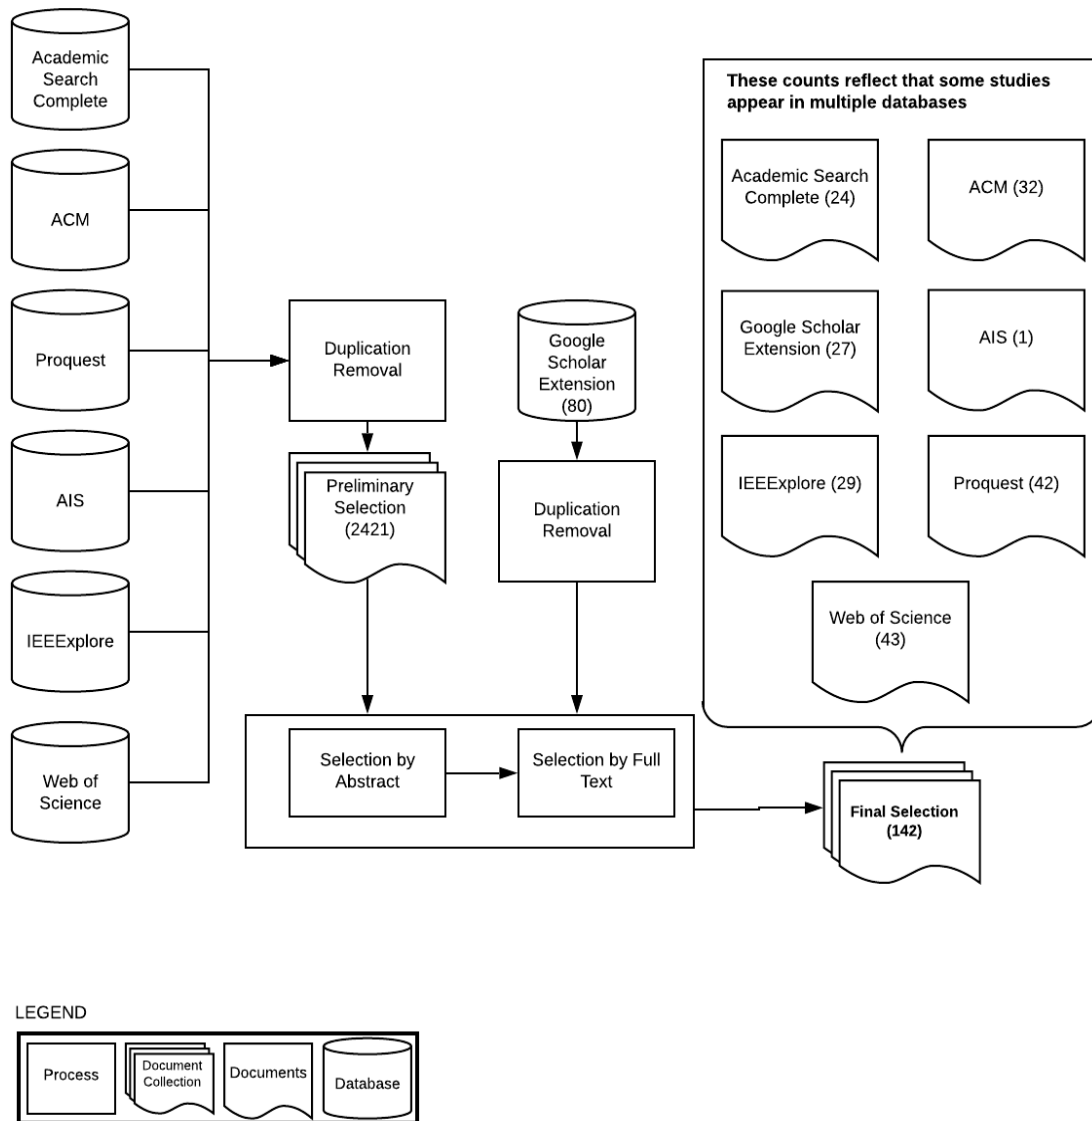 Academic
Search
Complete
ACM
Proquest
AIS
IEEExplore
Web of
Science
Duplication
Removal
Preliminary
Selection
(2421)
Google
Scholar
Extension
(80)
Duplication
Removal
Selection by
Abstract
Selection by Full
Text
These counts reflect that some studies
appear in multiple databases
Academic Search
Complete (24)
ACM (32)
Google Scholar
Extension (27)
AIS (1)
IEEExplore (29)
Proquest (42)
Web of Science
(43)
Final Selection
(142)
LEGEND
Process
Document
Collection
Documents
Database